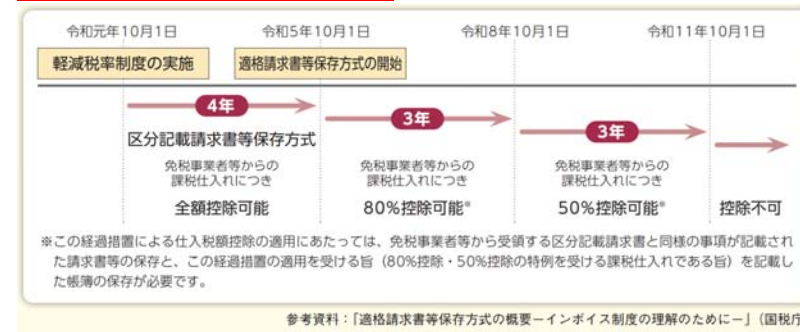 令和元年10月1日 令和5年10月1日 令和8年10月1日 令和11年10月1日
軽減税率制度の実施 適格請求書等保存方式の開始
4年 3年 3年
区分記載請求書等保存方式
免税事業者等からの 免税事業者等からの 免税事業者等からの
課税仕入れにつき 課税仕入れにつき 課税仕入れにつき
全額控除可能 80%控除可能※ 50%控除可能※ 控除不可
※この経過措置による仕入税額控除の適用にあたっては、免税事業者等から受領する区分記載請求書と同様の事項が記載され
た請求書等の保存と、この経過措置の適用を受ける旨（80%控除・50%控除の特例を受ける課税仕入れである旨）を記載し
た帳簿の保存が必要です。
参考資料：「適格請求書等保存方式の概要－インボイス制度の理解のために－」（国税庁